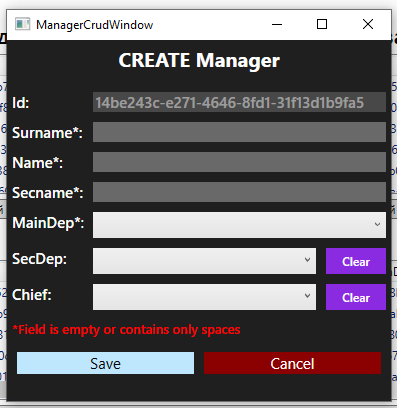 ManagerCrudWindow
CREATE Manager
Id: 14be243c-e271-4646-8fd1-31f13d1b9fa5
Surname*:
Name*:
Secname*:
MainDep*:
SecDep: Clear
Chief: Clear
*Field is empty or contains only spaces
Save Cancel